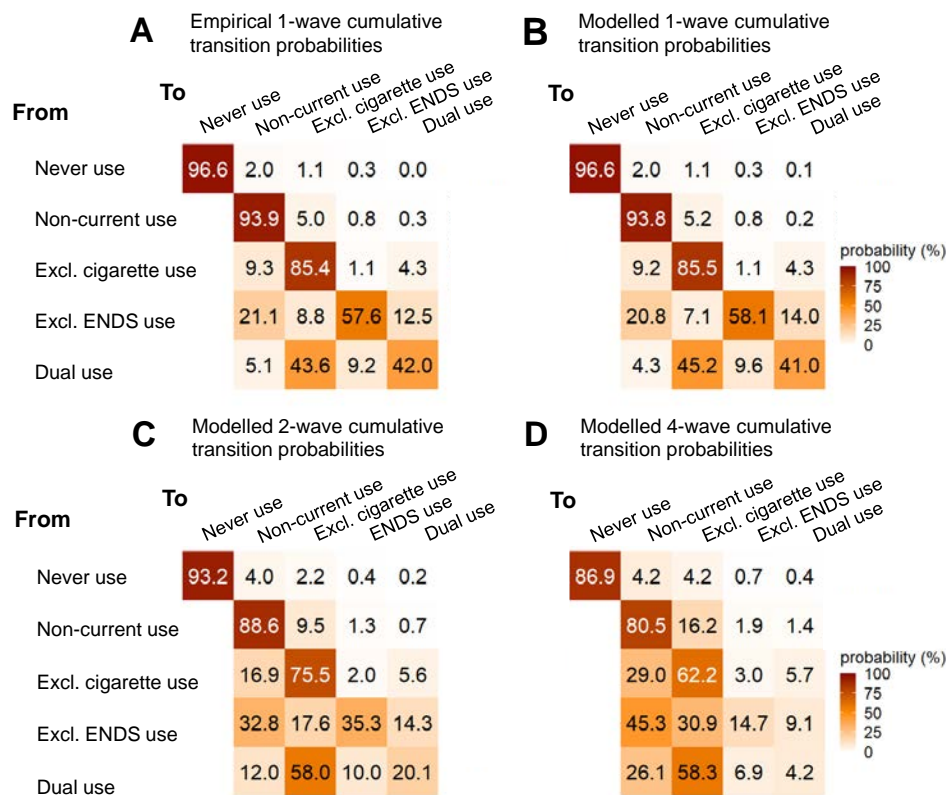 A Empirical 1-wave cumulative transition probabilities
From
To
Never use
Non-current use
Excl. cigarette use
Excl. ENDS use
Dual use
Never use 96.6 2.0 1.1 0.3 0.0
Non-current use 93.9 5.0 0.8 0.3
Excl. cigarette use 9.3 85.4 1.1 4.3
Excl. ENDS use 21.1 8.8 57.6 12.5
Dual use 5.1 43.6 9.2 42.0
B Modelled 1-wave cumulative transition probabilities
To
Never use
Non-current use
Excl. cigarette use
Excl. ENDS use
Dual use
96.6 2.0 1.1 0.3 0.1
93.8 5.2 0.8 0.2
9.2 85.5 1.1 4.3
20.8 7.1 58.1 14.0
4.3 45.2 9.6 41.0
probability (%)
100
75
50
25
0
C Modelled 2-wave cumulative transition probabilities
From
To
Never use
Non-current use
Excl. cigarette use
ENDS use
Dual use
Never use 93.2 4.0 2.2 0.4 0.2
Non-current use 88.6 9.5 1.3 0.7
Excl. cigarette use 16.9 75.5 2.0 5.6
Excl. ENDS use 32.8 17.6 35.3 14.3
Dual use 12.0 58.0 10.0 20.1
D Modelled 4-wave cumulative transition probabilities
To
Never use
Non-current use
Excl. cigarette use
Excl. ENDS use
Dual use
86.9 4.2 4.2 0.7 0.4
80.5 16.2 1.9 1.4
29.0 62.2 3.0 5.7
45.3 30.9 14.7 9.1
26.1 58.3 6.9 4.2
probability (%)
100
75
50
25
0